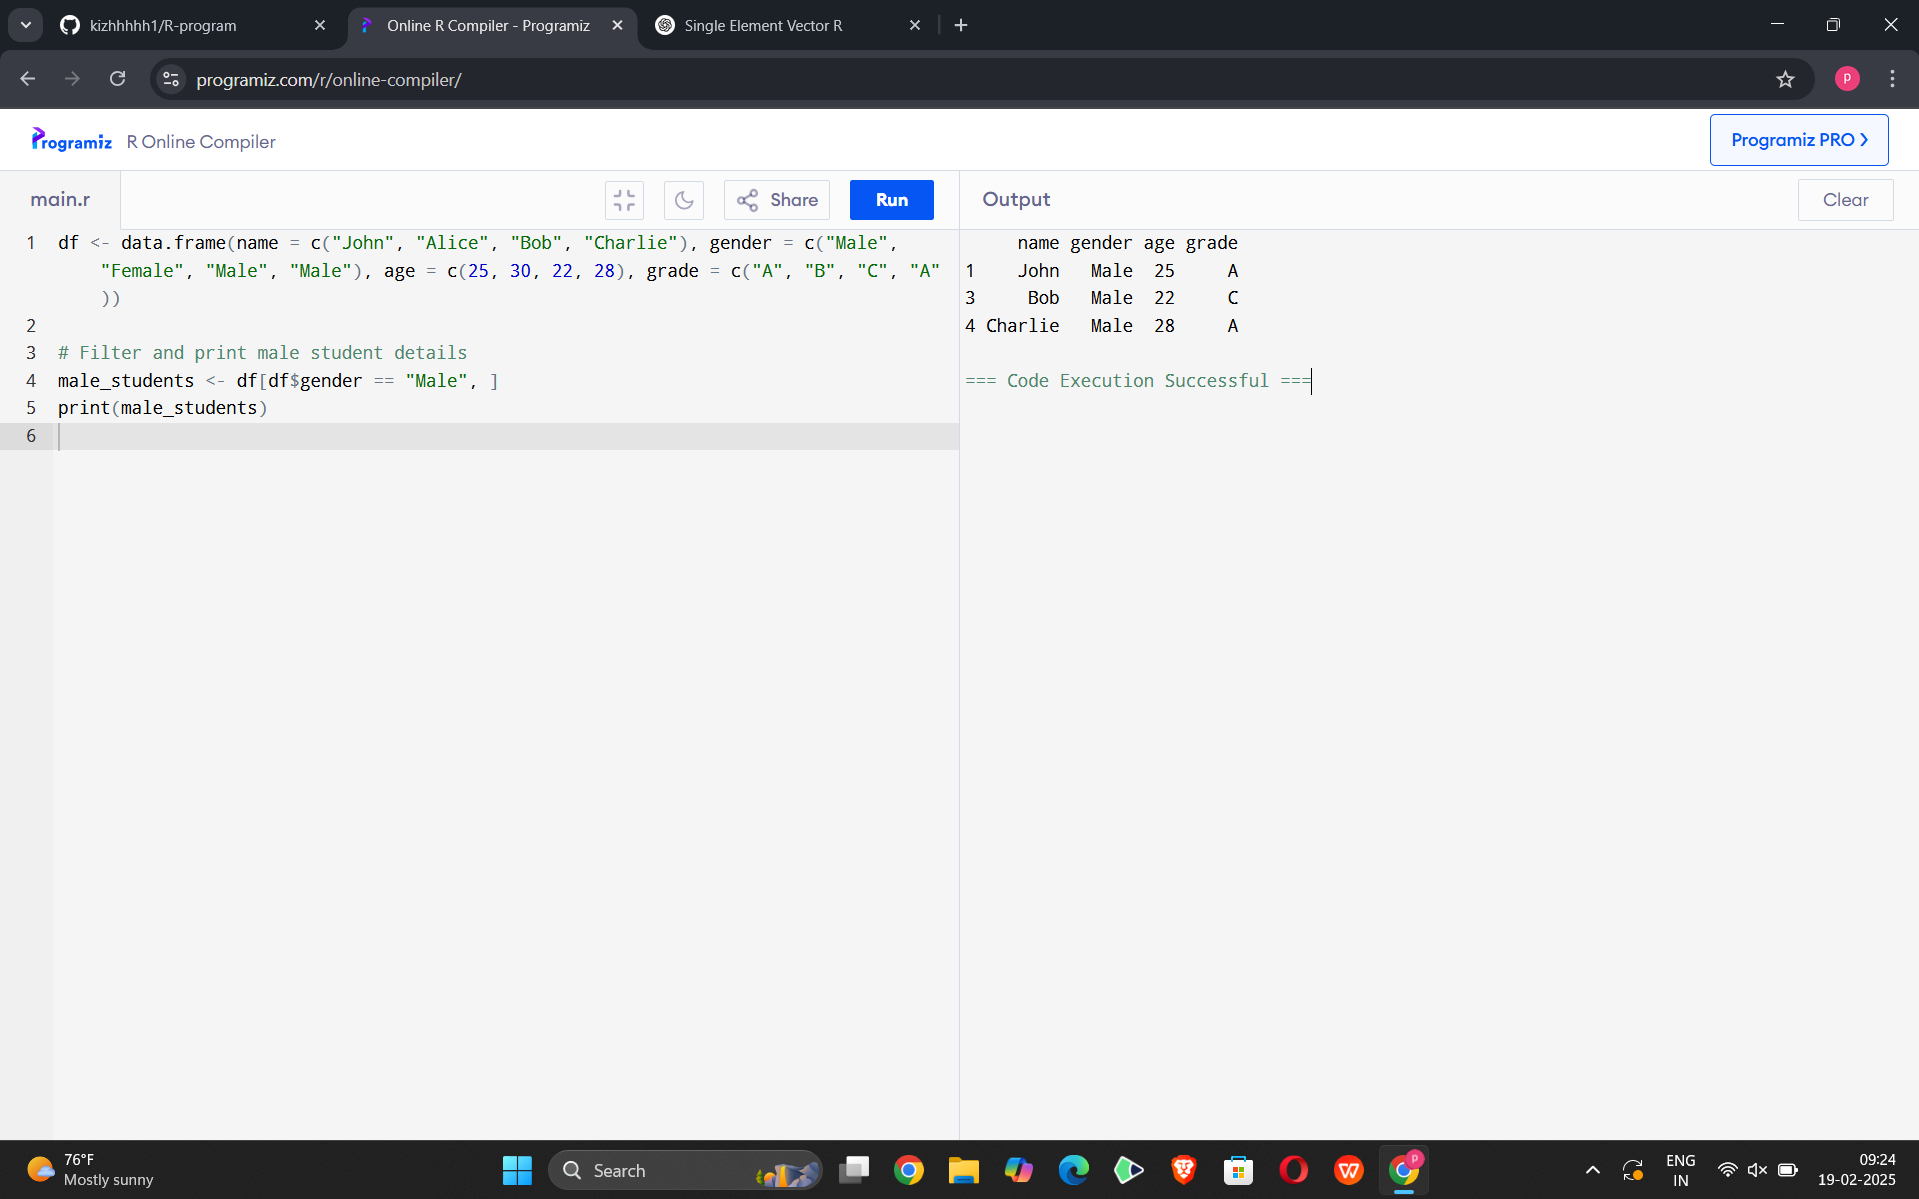 kizhhhhh1/R-program
Online R Compiler - Programiz
Single Element Vector R
programiz.com/r/online-compiler/
P
Programiz R Online Compiler
Programiz PRO
main.r
Share
Run
Output
Clear
1 df <- data.frame(name = c("John", "Alice", "Bob", "Charlie"), gender = c("Male",
"Female", "Male", "Male"), age = c(25, 30, 22, 28), grade = c("A", "B", "C", "A"
))
2
3 # Filter and print male student details
4 male_students <- df[df$gender == "Male", ]
5 print(male_students)
6
name gender age grade
1 John Male 25 A
3 Bob Male 22 C
4 Charlie Male 28 A
=== Code Execution Successful ===
76°F
Mostly sunny
Search
P
ENG
IN
09:24
19-02-2025